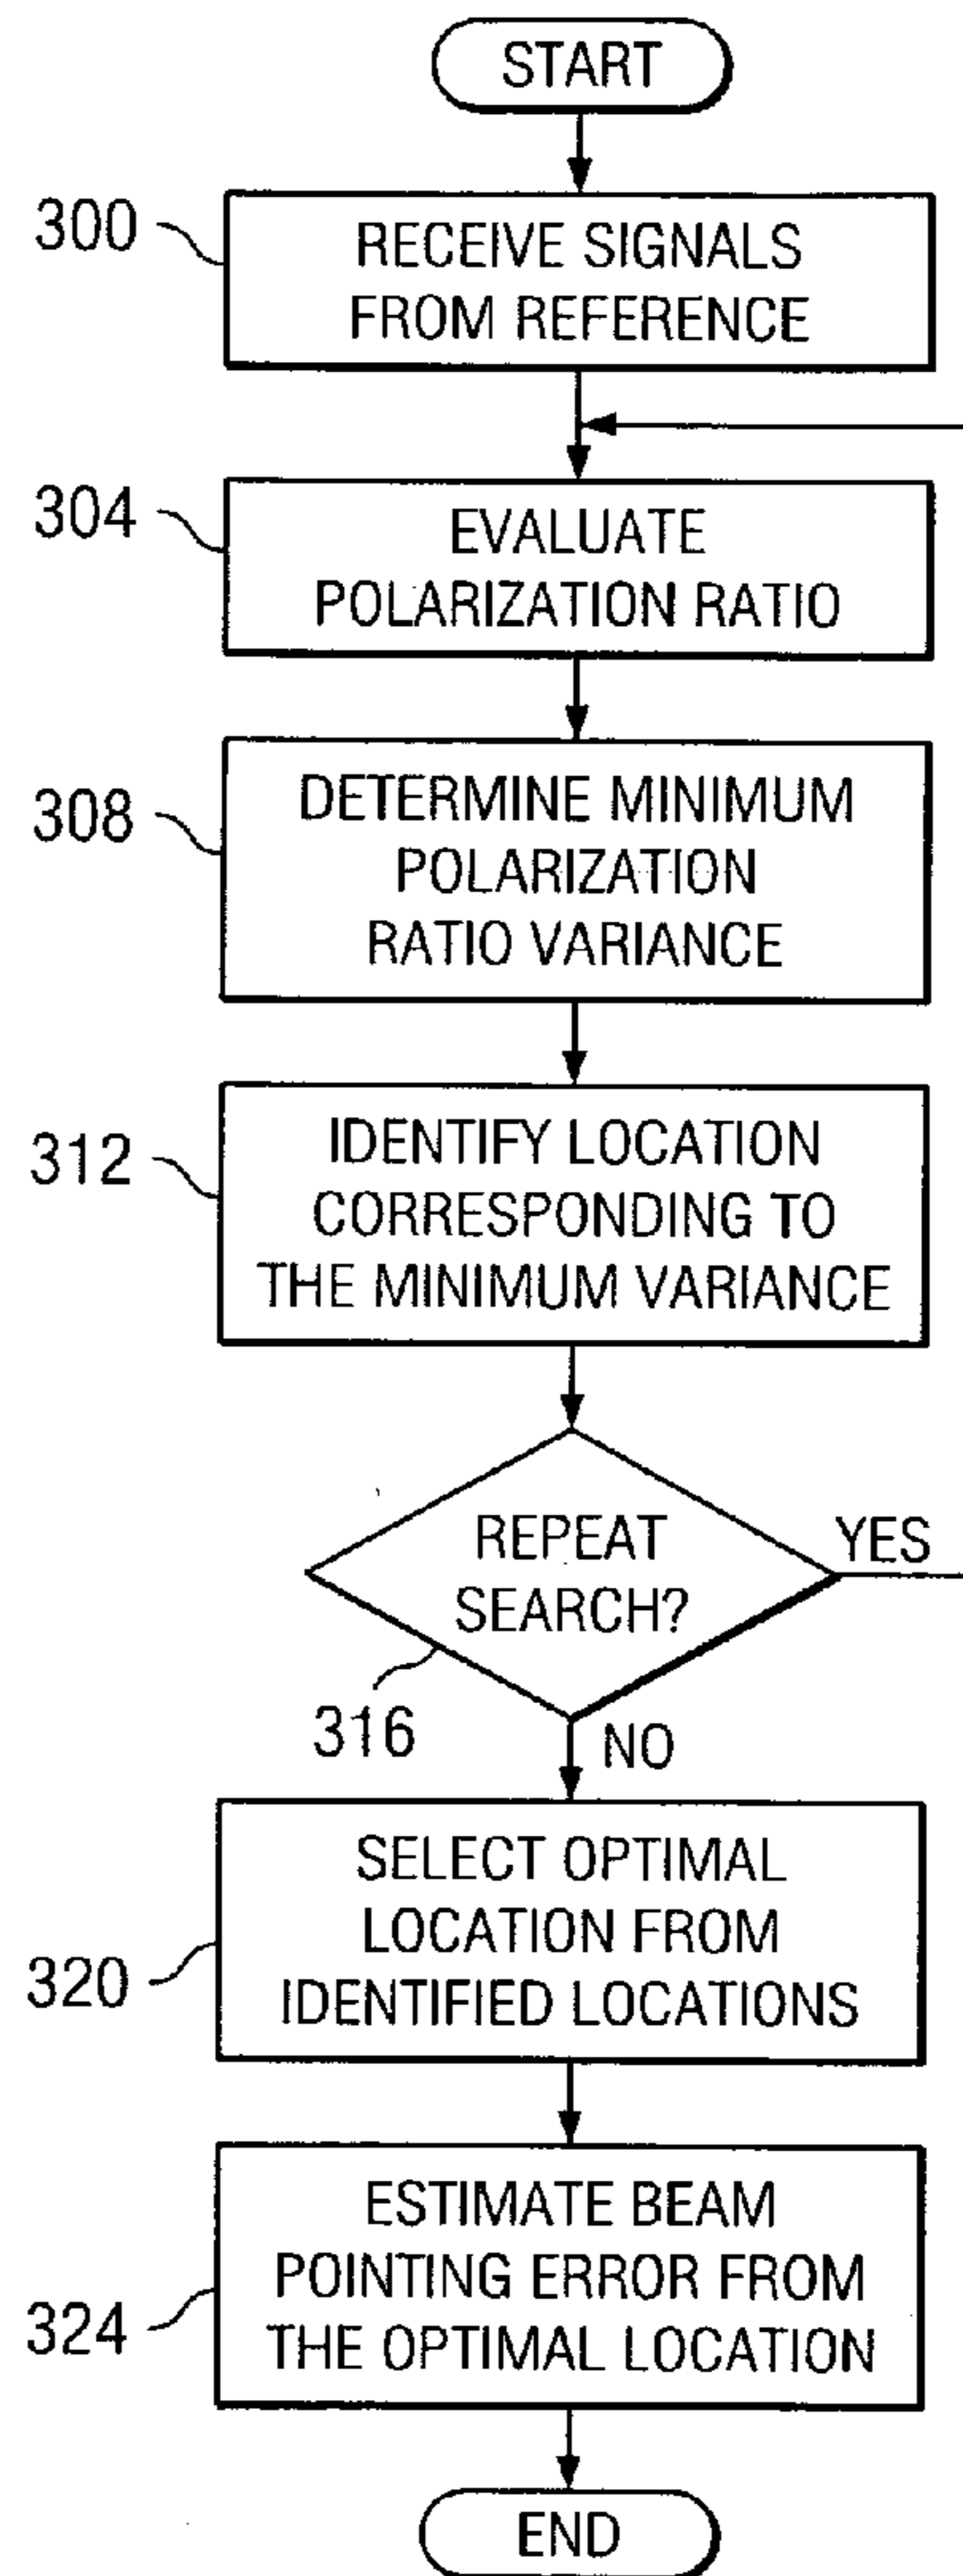 START
300
RECEIVE SIGNALS
FROM REFERENCE
304
EVALUATE
POLARIZATION RATIO
308
DETERMINE MINIMUM
POLARIZATION
RATIO VARIANCE
312
IDENTIFY LOCATION
CORRESPONDING TO
THE MINIMUM VARIANCE
REPEAT
SEARCH?
YES
316
NO
320
SELECT OPTIMAL
LOCATION FROM
IDENTIFIED LOCATIONS
324
ESTIMATE BEAM
POINTING ERROR FROM
THE OPTIMAL LOCATION
END